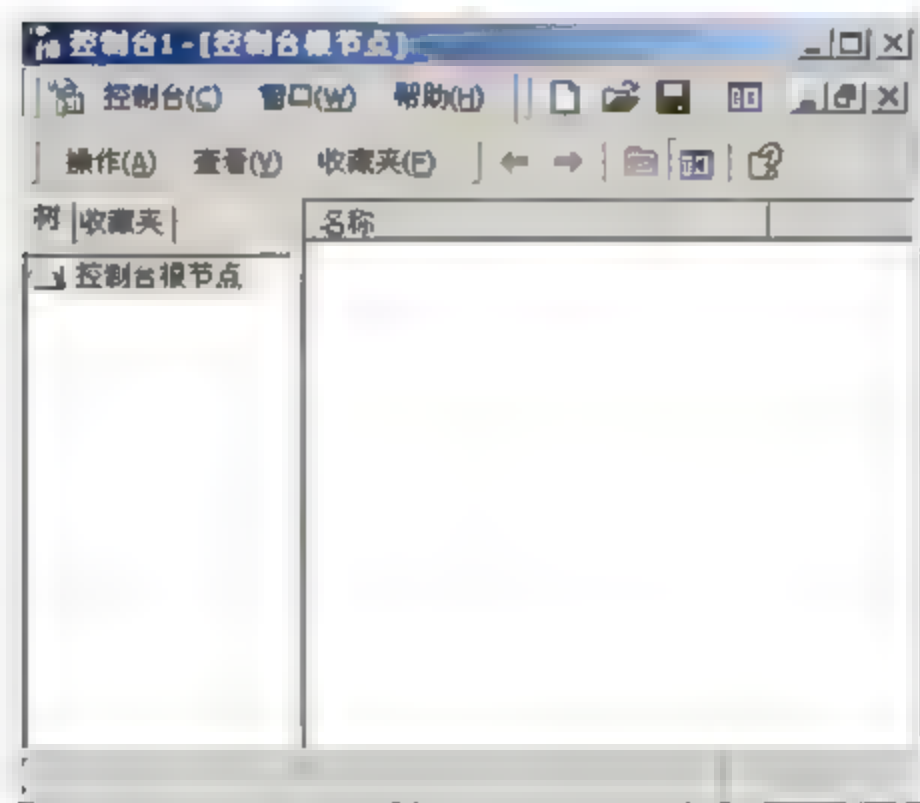 控制台1-[控制台根节点]
控制台(C) 窗口(W) 帮助(H)
操作(A) 查看(V) 收藏夹(F)
树 收藏夹 名称
控制台根节点